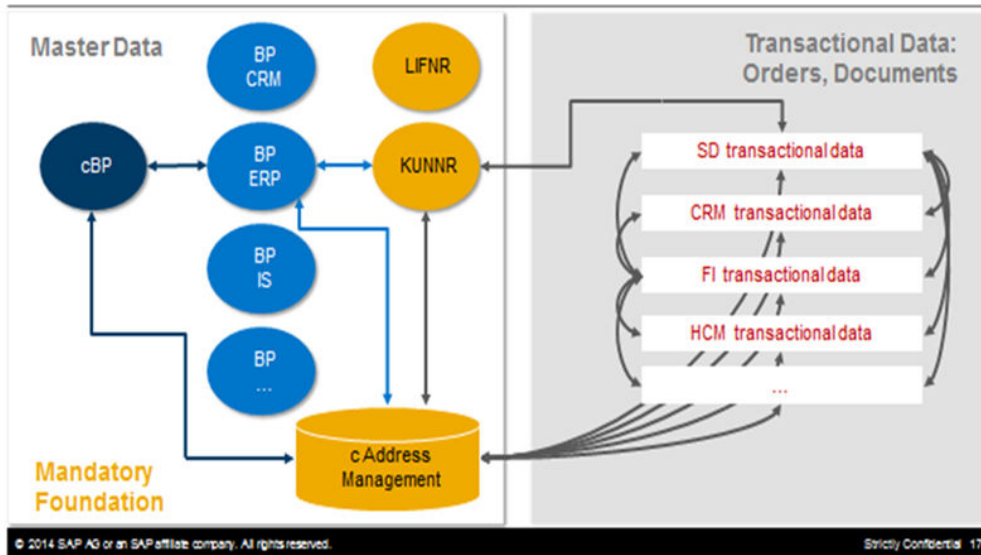 Master Data
BP
CRM
LIFNR
cBP
BP
ERP
KUNNR
BP
IS
BP
...
c Address
Management
Mandatory
Foundation
Transactional Data:
Orders, Documents
SD transactional data
CRM transactional data
FI transactional data
HCM transactional data
...
© 2014 SAP AG or an SAP affiliate company. All rights reserved.
Strictly Confidential 17